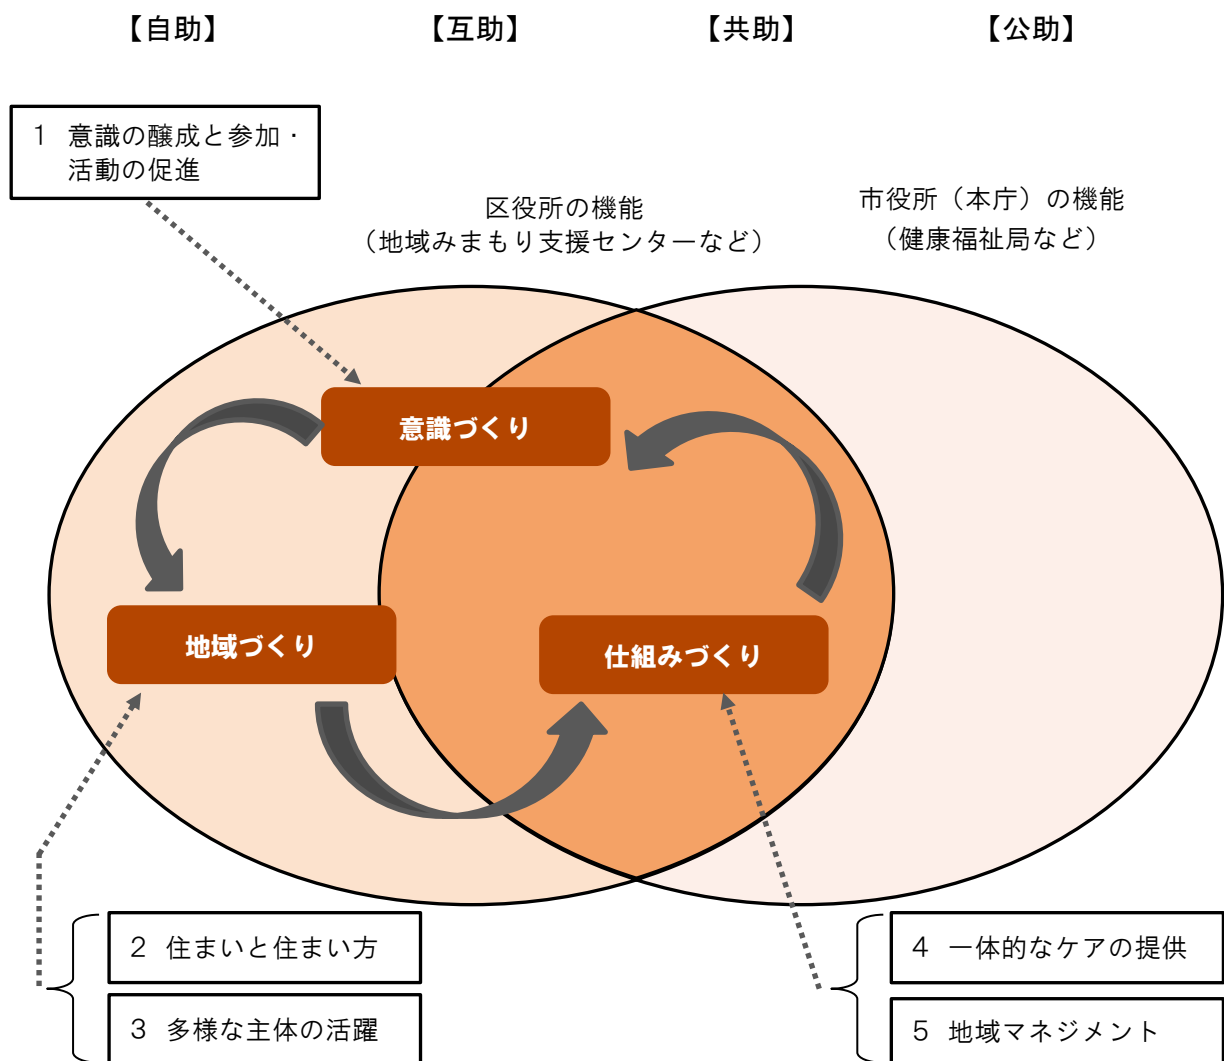 【自助】 【互助】 【共助】 【公助】
1 意識の醸成と参加・
活動の促進
区役所の機能
（地域みまもり支援センターなど）
市役所（本庁）の機能
（健康福祉局など）
意識づくり
地域づくり
仕組みづくり
2 住まいと住まい方
3 多様な主体の活躍
4 一体的なケアの提供
5 地域マネジメント